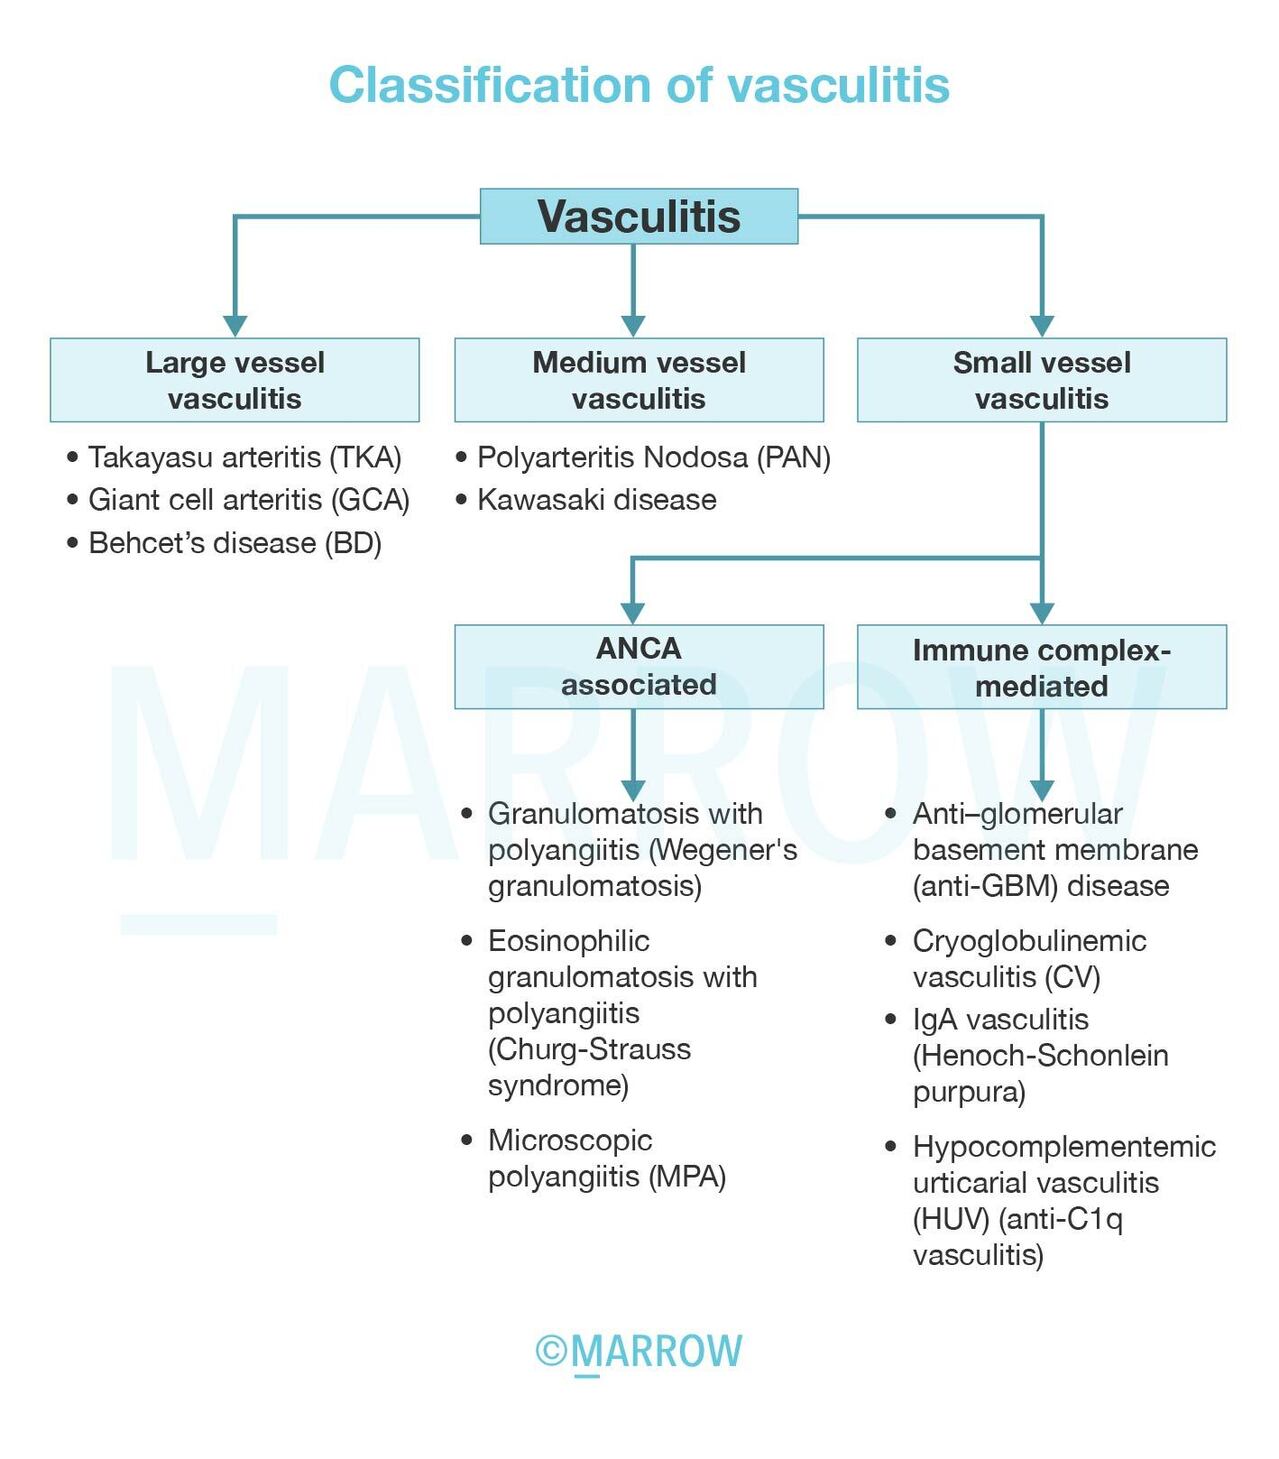 Classification of vasculitis
Vasculitis
Large vessel
vasculitis
Medium vessel
vasculitis
Small vessel
vasculitis
• Takayasu arteritis (TKA)
• Giant cell arteritis (GCA)
• Behcet’s disease (BD)
• Polyarteritis Nodosa (PAN)
• Kawasaki disease
ANCA
associated
Immune complex-
mediated
• Granulomatosis with
polyangiitis (Wegener's
granulomatosis)
• Eosinophilic
granulomatosis with
polyangiitis
(Churg-Strauss
syndrome)
• Microscopic
polyangiitis (MPA)
• Anti–glomerular
basement membrane
(anti-GBM) disease
• Cryoglobulinemic
vasculitis (CV)
• IgA vasculitis
(Henoch-Schonlein
purpura)
• Hypocomplementemic
urticarial vasculitis
(HUV) (anti-C1q
vasculitis)
MARROW
©MARROW